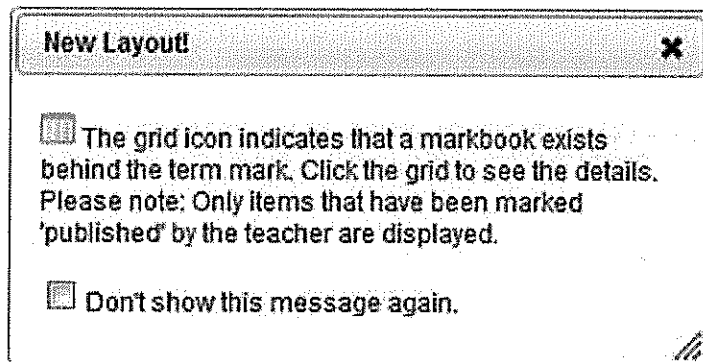 New Layout!
The grid icon indicates that a markbook exists
behind the term mark. Click the grid to see the details.
Please note: Only items that have been marked
'published' by the teacher are displayed.
Don't show this message again.